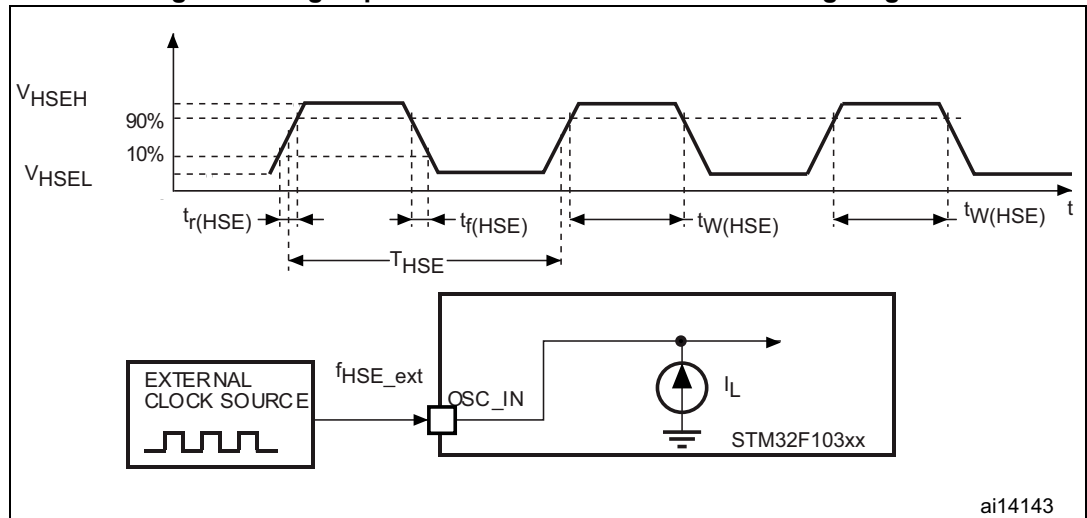 VHSEH
90%
10%
VHSEL
tr(HSE)
tf(HSE)
tW(HSE)
tW(HSE)
t
THSE
EXTERNAL
CLOCK SOURCE
fHSE_ext
OSC_IN
IL
STM32F103xx
ai14143